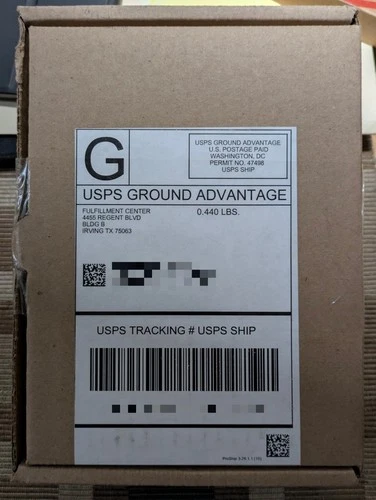 G
USPS GROUND ADVANTAGE
U.S. POSTAGE PAID
WASHINGTON, DC
PERMIT NO. 47498
USPS SHIP
USPS GROUND ADVANTAGE
FULFILLMENT CENTER
4455 REGENT BLVD
BLDG B
IRVING TX 75063
0.440 LBS.
USPS TRACKING # USPS SHIP